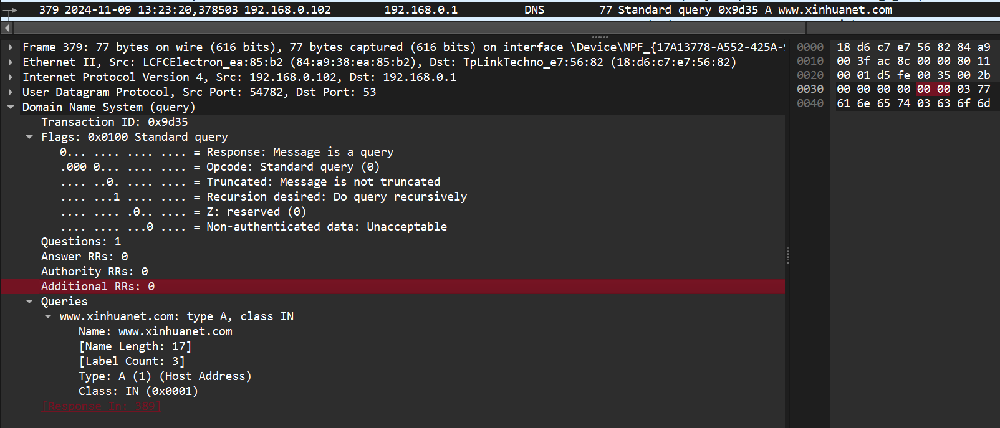 379 2024-11-09 13:23:20,378503 192.168.0.102 192.168.0.1 DNS 77 Standard query 0x9d35 A www.xinhuanet.com
Frame 379: 77 bytes on wire (616 bits), 77 bytes captured (616 bits) on interface \Device\NPF_{17A13778-A552-425A-
Ethernet II, Src: LCFCElectron_ea:85:b2 (84:a9:38:ea:85:b2), Dst: TpLinkTechno_e7:56:82 (18:d6:c7:e7:56:82)
Internet Protocol Version 4, Src: 192.168.0.102, Dst: 192.168.0.1
User Datagram Protocol, Src Port: 54782, Dst Port: 53
Domain Name System (query)
Transaction ID: 0x9d35
Flags: 0x0100 Standard query
0... .... .... .... = Response: Message is a query
.000 0... .... .... = Opcode: Standard query (0)
.... ..0. .... .... = Truncated: Message is not truncated
.... ...1 .... .... = Recursion desired: Do query recursively
.... .... .0.. .... = Z: reserved (0)
.... .... ...0 .... = Non-authenticated data: Unacceptable
Questions: 1
Answer RRs: 0
Authority RRs: 0
Additional RRs: 0
Queries
www.xinhuanet.com: type A, class IN
Name: www.xinhuanet.com
[Name Length: 17]
[Label Count: 3]
Type: A (1) (Host Address)
Class: IN (0x0001)
[Response In: 389]
0000 18 d6 c7 e7 56 82 84 a9
0010 00 3f ac 8c 00 00 80 11
0020 00 01 d5 fe 00 35 00 2b
0030 00 00 00 00 00 00 03 77
0040 61 6e 65 74 03 63 6f 6d